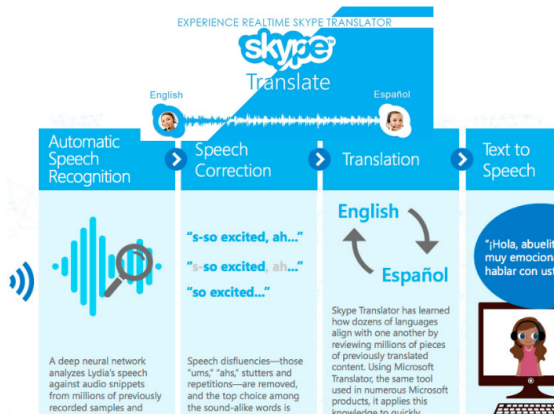 EXPERIENCE REALTIME SKYPE TRANSLATOR
skype™
Translate
English
Español
Automatic
Speech
Recognition
A deep neural network
analyzes Lydia's speech
against audio snippets
from millions of previously
recorded samples and
Speech
Correction
"s-so excited, ah..."
"s-so excited, ah..."
"so excited..."
Speech disfluencies—those
"ums," "ahs," stutters and
repetitions—are removed,
and the top choice among
the sound-alike words is
Translation
English
Español
Skype Translator has learned
how dozens of languages
align with one another by
reviewing millions of pieces
of previously translated
content. Using Microsoft
Translator, the same tool
used in numerous Microsoft
products, it applies this
knowledge to quickly
Text to
Speech
"¡Hola, abuelit
muy emociona
hablar con ust